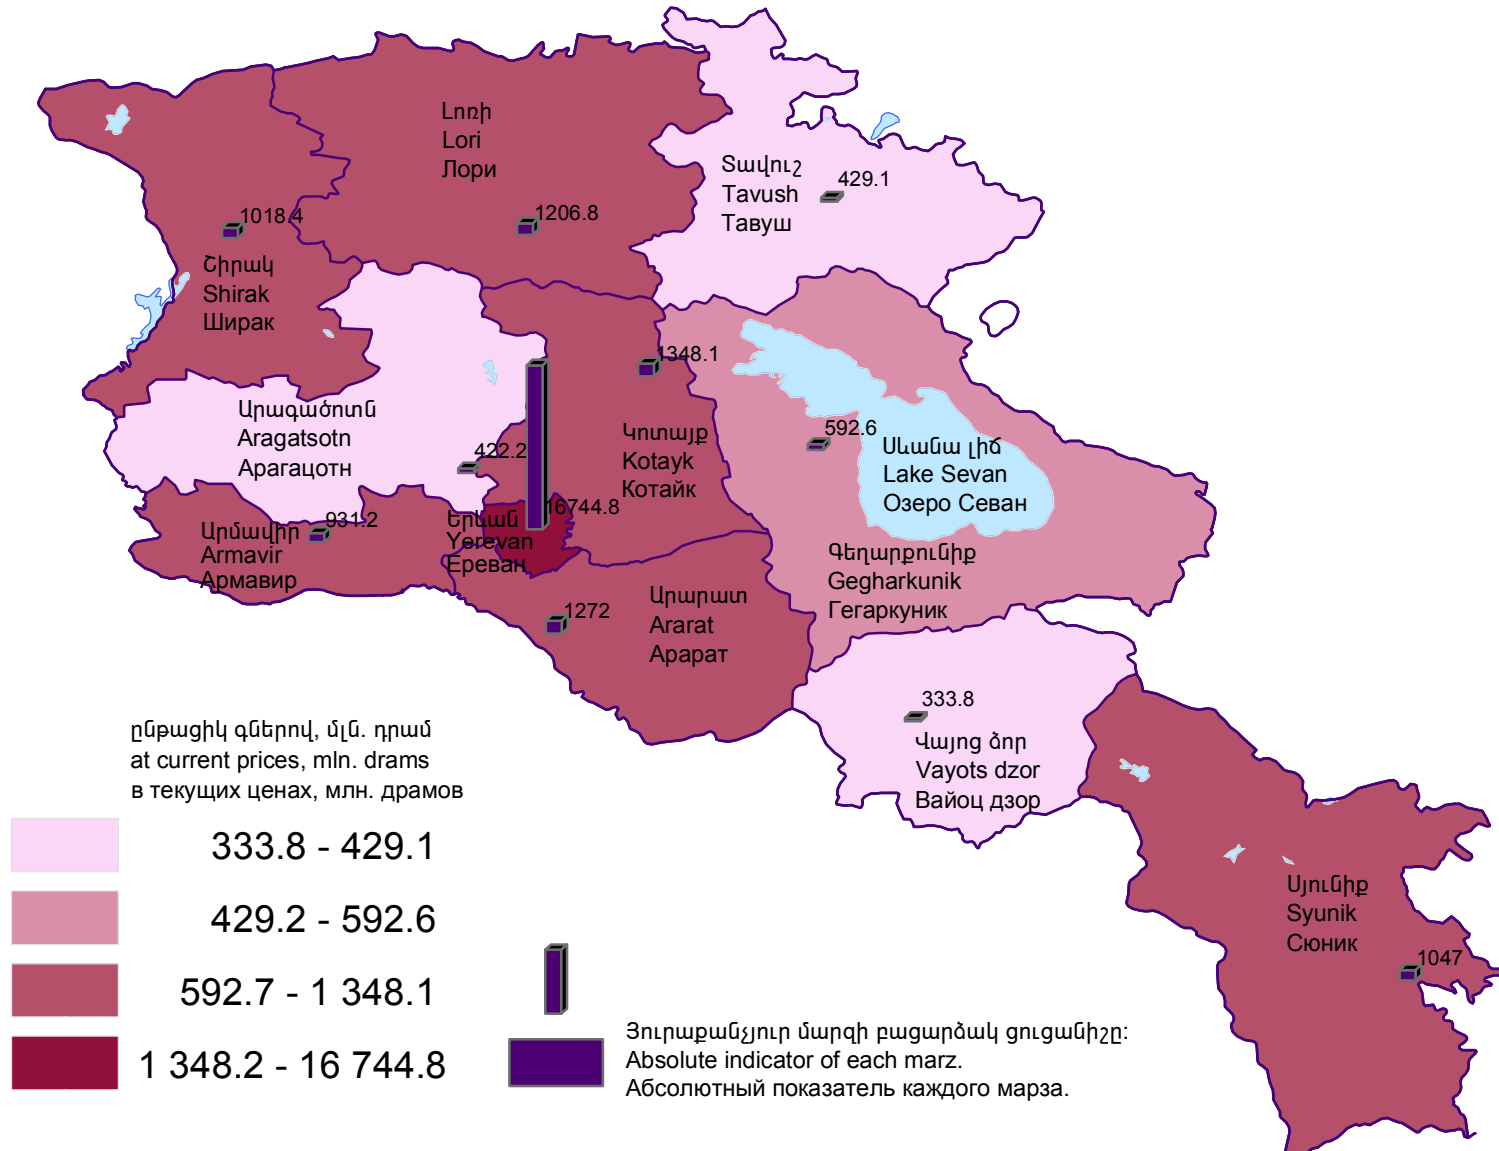 Լոռի
Lori
Лори
Տավուշ
Tavush
Тавуш
429.1
1018.4
1206.8
Շիրակ
Shirak
Ширак
1348.1
Արագածոտն
Aragatsotn
Арагацотн
422.2
Կոտայք
Kotayk
Котайк
592.6
Սևանա լիճ
Lake Sevan
Озеро Севан
Արմավիր
Armavir
Армавир
931.2
Երևան
Yerevan
Ереван
16744.8
Գեղարքունիք
Gegharkunik
Гегаркуник
1272
Արարատ
Ararat
Арарат
333.8
Վայոց ձոր
Vayots dzor
Вайоц дзор
Սյունիք
Syunik
Сюник
1047
ընթացիկ գներով, մլն. դրամ
at current prices, mln. drams
в текущих ценах, млн. драмов
333.8 - 429.1
429.2 - 592.6
592.7 - 1 348.1
1 348.2 - 16 744.8
Յուրաքանչյուր մարզի բացարձակ ցուցանիշը:
Absolute indicator of each marz.
Абсолютный показатель каждого марза.